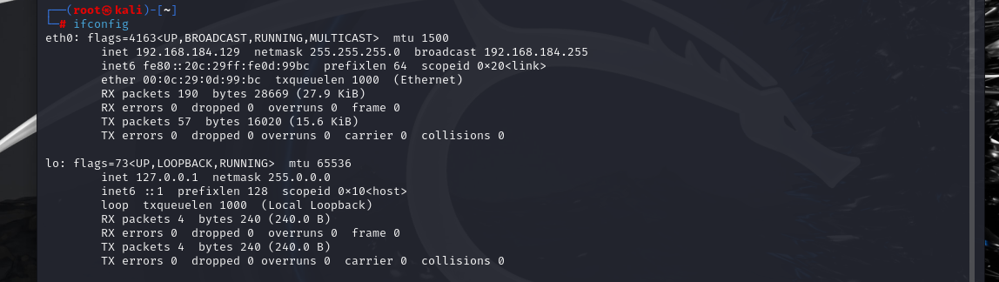 ┌──(root㉿kali)-[~]
└─# ifconfig
eth0: flags=4163<UP,BROADCAST,RUNNING,MULTICAST>  mtu 1500
        inet 192.168.184.129  netmask 255.255.255.0  broadcast 192.168.184.255
        inet6 fe80::20c:29ff:fe0d:99bc  prefixlen 64  scopeid 0×20<link>
        ether 00:0c:29:0d:99:bc  txqueuelen 1000  (Ethernet)
        RX packets 190  bytes 28669 (27.9 KiB)
        RX errors 0  dropped 0  overruns 0  frame 0
        TX packets 57  bytes 16020 (15.6 KiB)
        TX errors 0  dropped 0 overruns 0  carrier 0  collisions 0

lo: flags=73<UP,LOOPBACK,RUNNING>  mtu 65536
        inet 127.0.0.1  netmask 255.0.0.0
        inet6 ::1  prefixlen 128  scopeid 0×10<host>
        loop  txqueuelen 1000  (Local Loopback)
        RX packets 4  bytes 240 (240.0 B)
        RX errors 0  dropped 0  overruns 0  frame 0
        TX packets 4  bytes 240 (240.0 B)
        TX errors 0  dropped 0 overruns 0  carrier 0  collisions 0